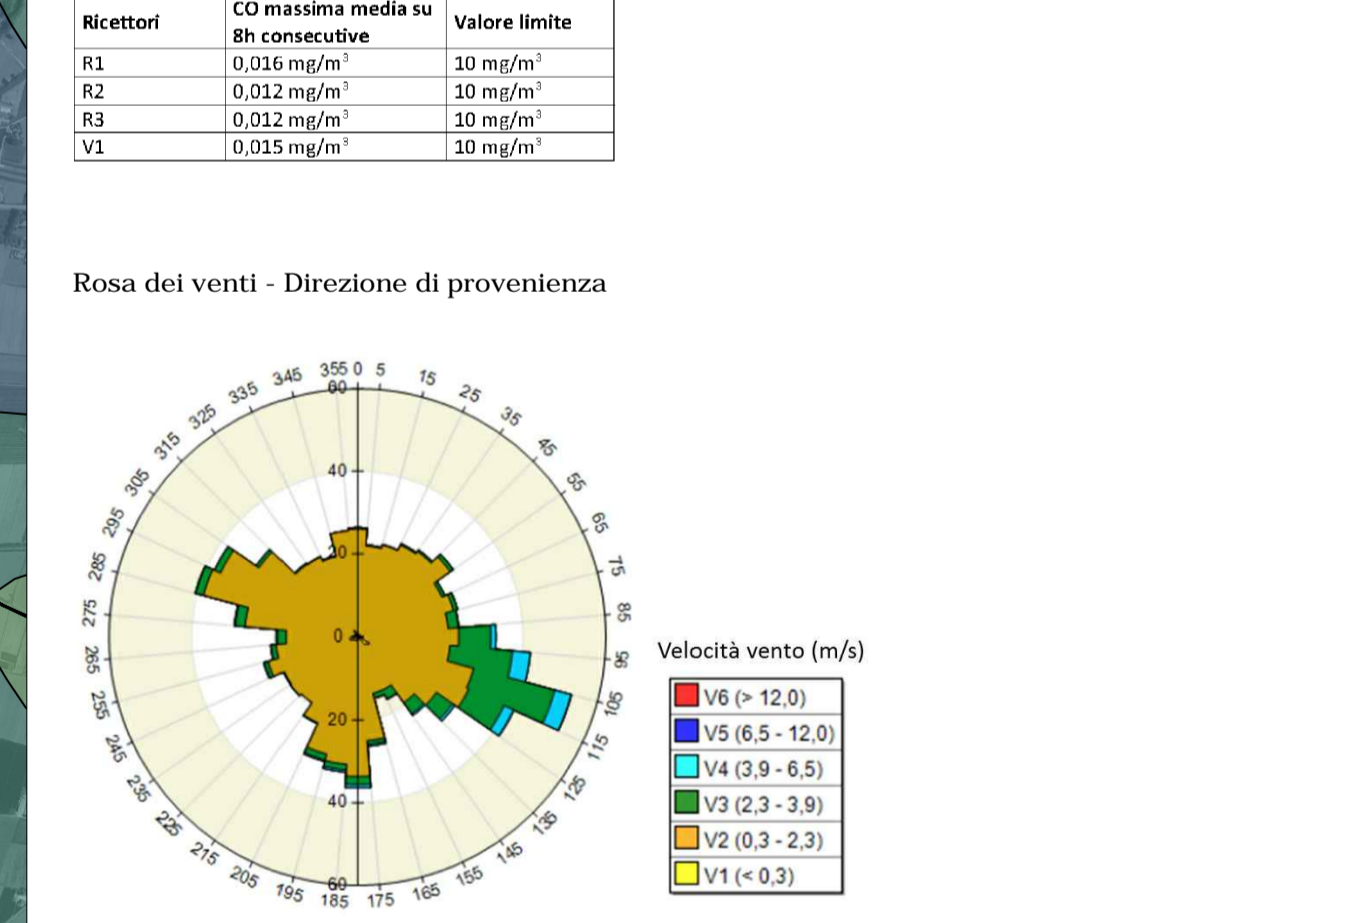 Ricettori
CO massima media su
8h consecutive
Valore limite
R1 0,016 mg/m³ 10 mg/m³
R2 0,012 mg/m³ 10 mg/m³
R3 0,012 mg/m³ 10 mg/m³
V1 0,015 mg/m³ 10 mg/m³
Rosa dei venti - Direzione di provenienza
355 0 5
345
15
335
25
325
35
315
45
305
55
295
65
285
75
275
85
265
95
255
105
245
115
235
125
225
135
215
145
205
155
195
165
185
175
60
40
20
0
20
40
60
Velocità vento (m/s)
V6 (> 12,0)
V5 (6,5 - 12,0)
V4 (3,9 - 6,5)
V3 (2,3 - 3,9)
V2 (0,3 - 2,3)
V1 (< 0,3)